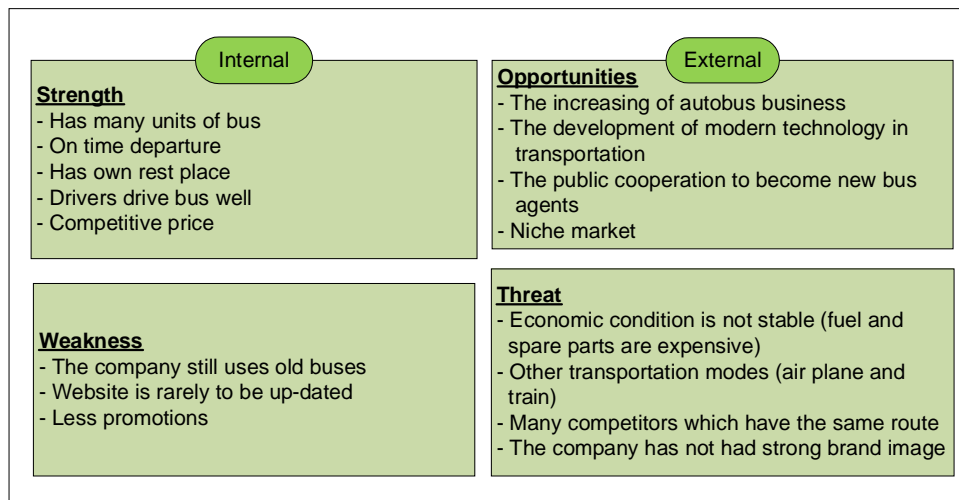 Internal
Strength
- Has many units of bus
- On time departure
- Has own rest place
- Drivers drive bus well
- Competitive price
Weakness
- The company still uses old buses
- Website is rarely to be up-dated
- Less promotions
External
Opportunities
- The increasing of autobus business
- The development of modern technology in
transportation
- The public cooperation to become new bus
agents
- Niche market
Threat
- Economic condition is not stable (fuel and
spare parts are expensive)
- Other transportation modes (air plane and
train)
- Many competitors which have the same route
- The company has not had strong brand image